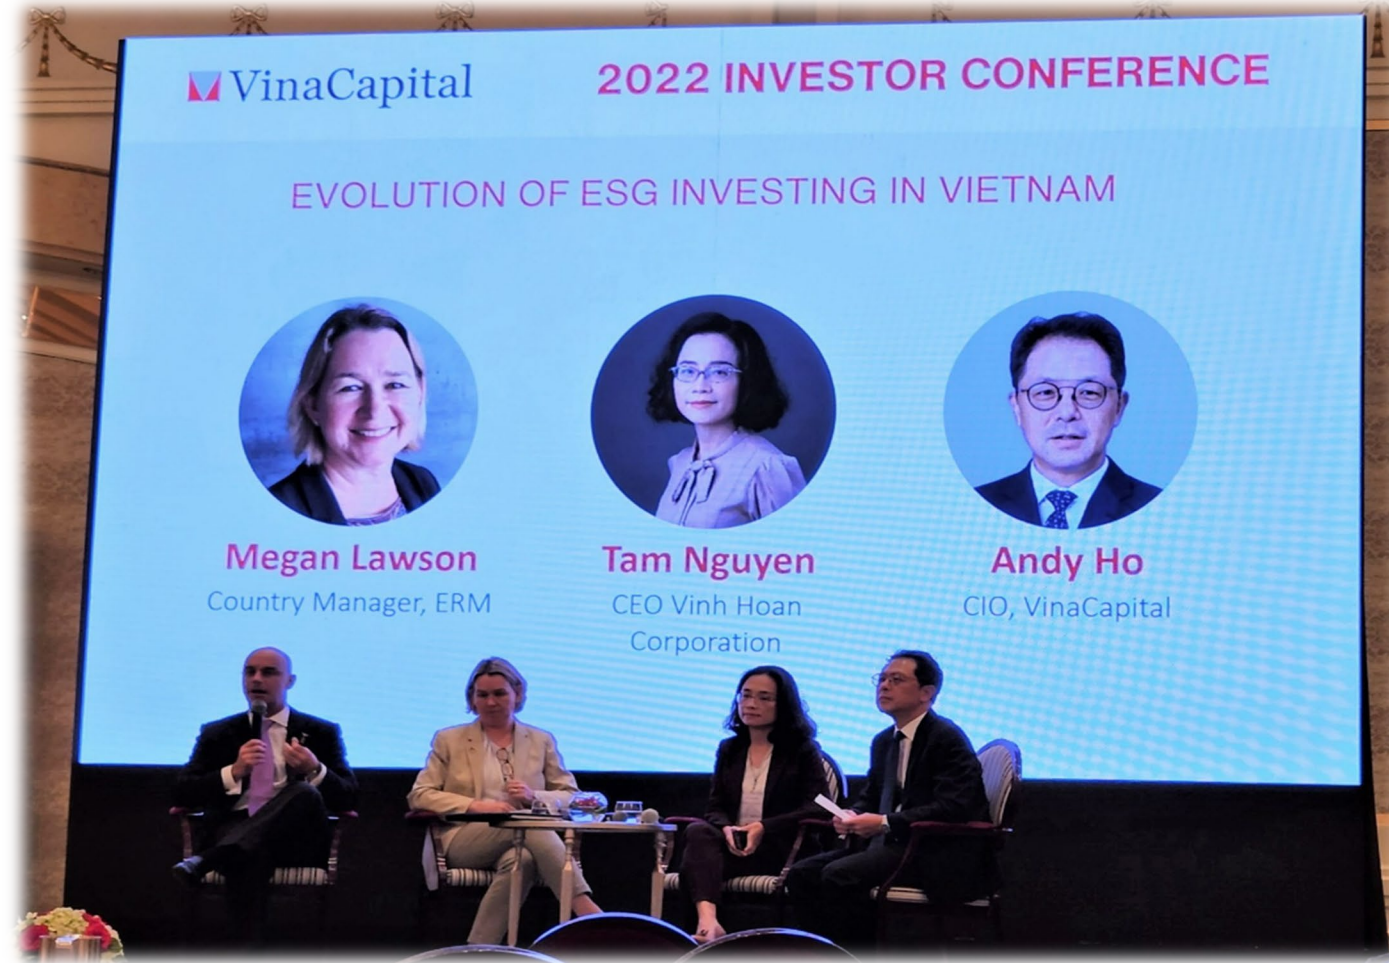 VinaCapital
2022 INVESTOR CONFERENCE
EVOLUTION OF ESG INVESTING IN VIETNAM
Megan Lawson
Country Manager, ERM
Tam Nguyen
CEO Vinh Hoan
Corporation
Andy Ho
CIO, VinaCapital